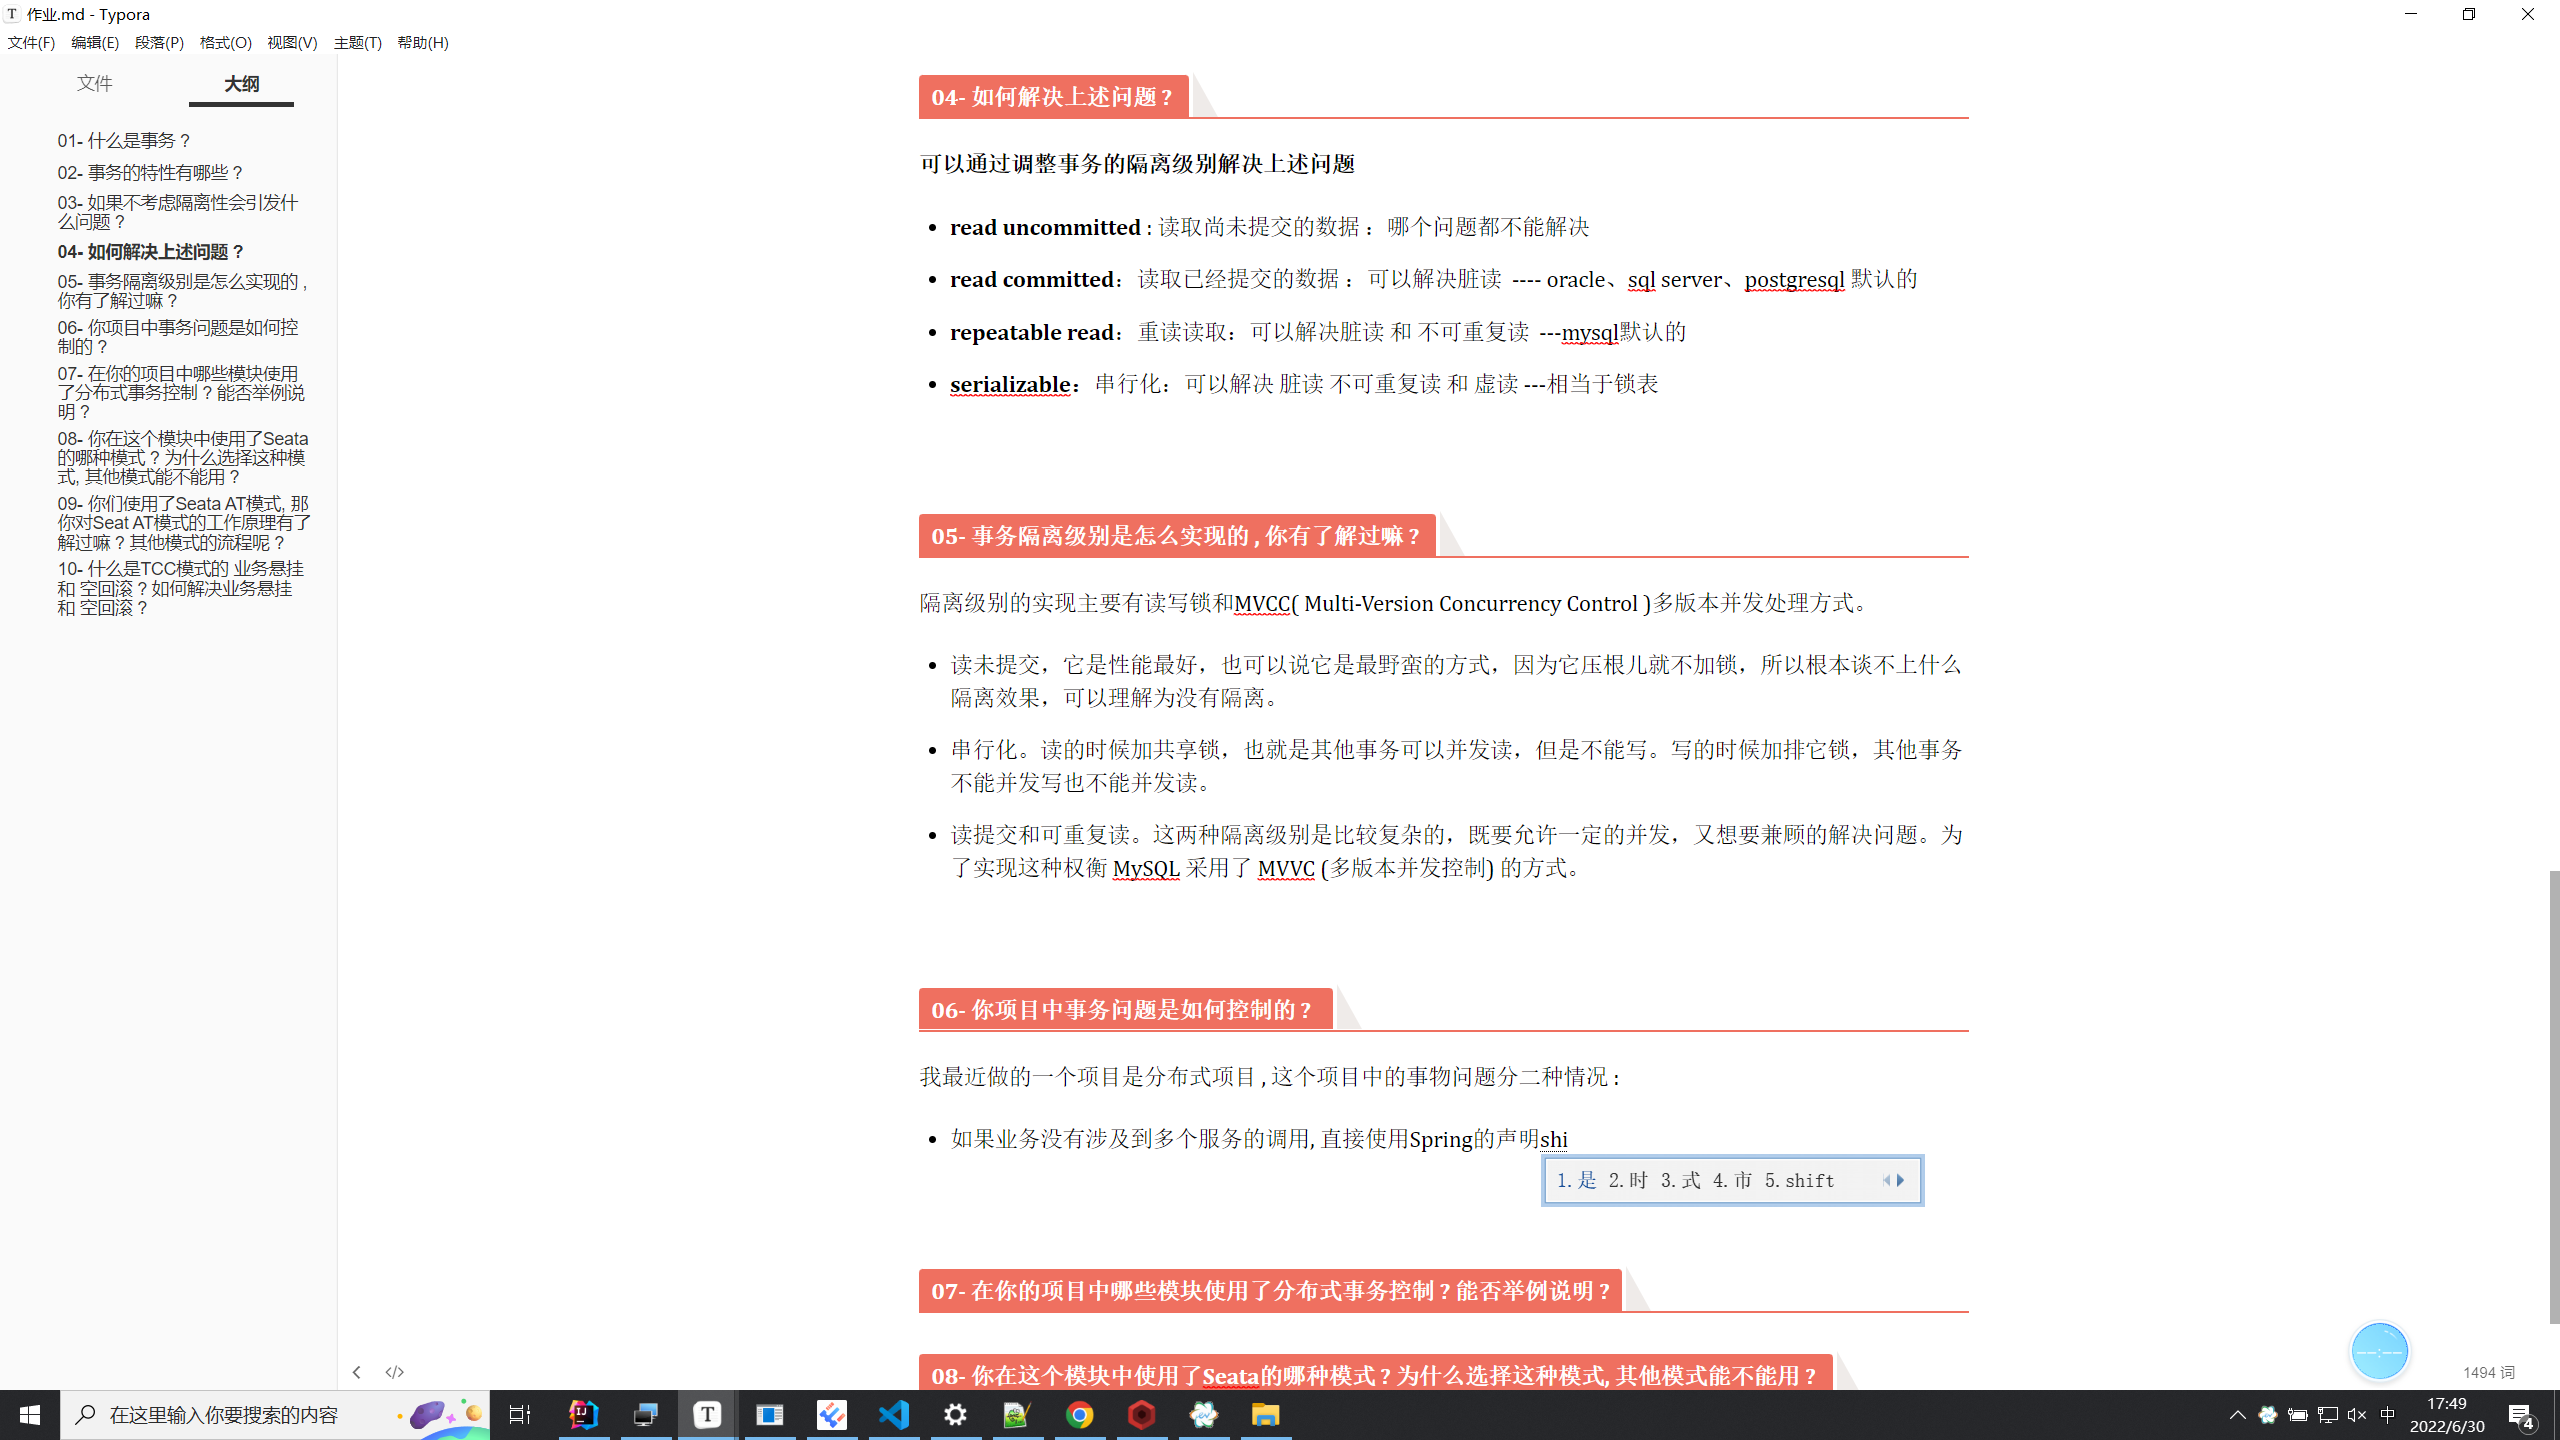 作业.md - Typora
文件(F) 编辑(E) 段落(P) 格式(O) 视图(V) 主题(T) 帮助(H)
文件 大纲
01- 什么是事务？
02- 事务的特性有哪些？
03- 如果不考虑隔离性会引发什
么问题？
04- 如何解决上述问题？
05- 事务隔离级别是怎么实现的 ,
你有了解过嘛？
06- 你项目中事务问题是如何控
制的？
07- 在你的项目中哪些模块使用
了分布式事务控制？能否举例说
明？
08- 你在这个模块中使用了Seata
的哪种模式？为什么选择这种模
式, 其他模式能不能用？
09- 你们使用了Seata AT模式, 那
你对Seat AT模式的工作原理有了
解过嘛？其他模式的流程呢？
10- 什么是TCC模式的 业务悬挂
和 空回滚？如何解决业务悬挂
和 空回滚？
04- 如何解决上述问题？
可以通过调整事务的隔离级别解决上述问题
read uncommitted : 读取尚未提交的数据 ：哪个问题都不能解决
read committed：读取已经提交的数据 ：可以解决脏读 ---- oracle、sql server、postgresql 默认的
repeatable read：重读读取：可以解决脏读 和 不可重复读 ---mysql默认的
serializable：串行化：可以解决 脏读 不可重复读 和 虚读 ---相当于锁表
05- 事务隔离级别是怎么实现的 , 你有了解过嘛？
隔离级别的实现主要有读写锁和MVCC( Multi-Version Concurrency Control )多版本并发处理方式。
读未提交，它是性能最好，也可以说它是最野蛮的方式，因为它压根儿就不加锁，所以根本谈不上什么
隔离效果，可以理解为没有隔离。
串行化。读的时候加共享锁，也就是其他事务可以并发读，但是不能写。写的时候加排它锁，其他事务
不能并发写也不能并发读。
读提交和可重复读。这两种隔离级别是比较复杂的，既要允许一定的并发，又想要兼顾的解决问题。为
了实现这种权衡 MySQL 采用了 MVVC (多版本并发控制) 的方式。
06- 你项目中事务问题是如何控制的？
我最近做的一个项目是分布式项目 , 这个项目中的事物问题分二种情况 :
如果业务没有涉及到多个服务的调用, 直接使用Spring的声明shi
1.是 2.时 3.式 4.市 5.shift
07- 在你的项目中哪些模块使用了分布式事务控制？能否举例说明？
08- 你在这个模块中使用了Seata的哪种模式？为什么选择这种模式, 其他模式能不能用？
1494 词
在这里输入你要搜索的内容
中
17:49
2022/6/30
4